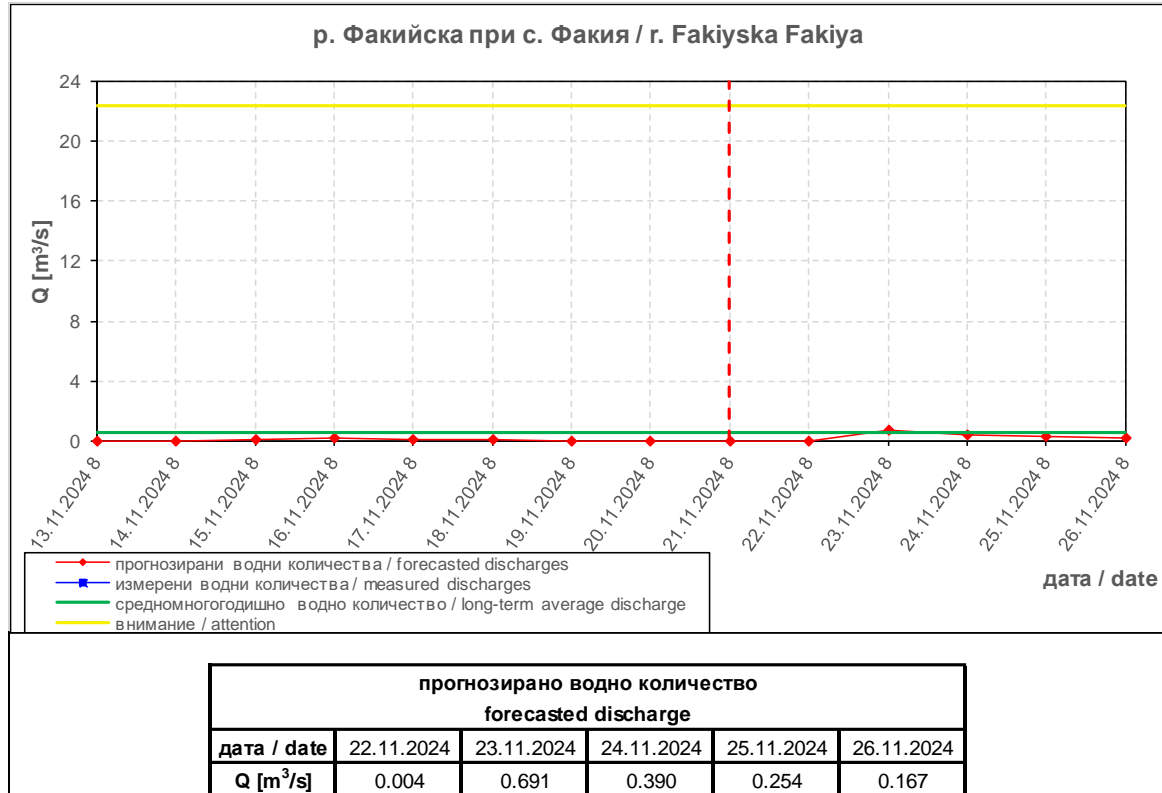 р. Факийска при с. Факия / r. Fakiyska Fakiya
Q [m³/s]
24
20
16
12
8
4
0
13.11.2024 8
14.11.2024 8
15.11.2024 8
16.11.2024 8
17.11.2024 8
18.11.2024 8
19.11.2024 8
20.11.2024 8
21.11.2024 8
22.11.2024 8
23.11.2024 8
24.11.2024 8
25.11.2024 8
26.11.2024 8
дата / date
прогнозирани водни количества / forecasted discharges
измерени водни количества / measured discharges
средномногогодишно водно количество / long-term average discharge
внимание / attention
прогнозирано водно количество
forecasted discharge
дата / date 22.11.2024 23.11.2024 24.11.2024 25.11.2024 26.11.2024
Q [m³/s] 0.004 0.691 0.390 0.254 0.167